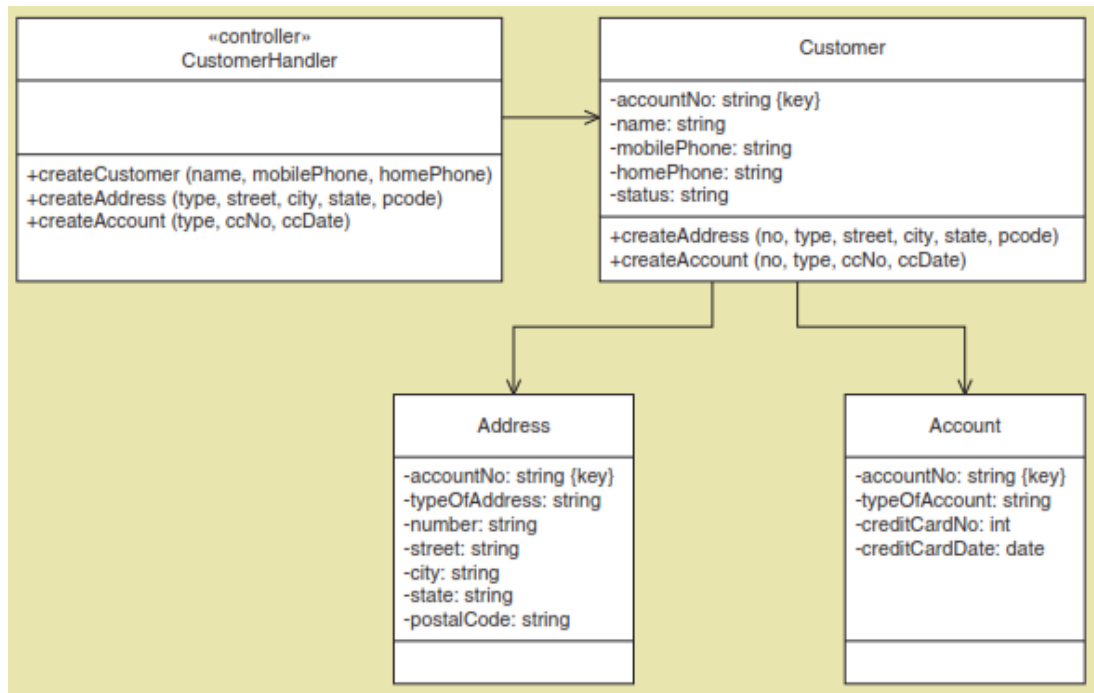 «controller»
CustomerHandler
+createCustomer (name, mobilePhone, homePhone)
+createAddress (type, street, city, state, pcode)
+createAccount (type, ccNo, ccDate)
Customer
-accountNo: string {key}
-name: string
-mobilePhone: string
-homePhone: string
-status: string
+createAddress (no, type, street, city, state, pcode)
+createAccount (no, type, ccNo, ccDate)
Address
-accountNo: string {key}
-typeOfAddress: string
-number: string
-street: string
-city: string
-state: string
-postalCode: string
Account
-accountNo: string {key}
-typeOfAccount: string
-creditCardNo: int
-creditCardDate: date